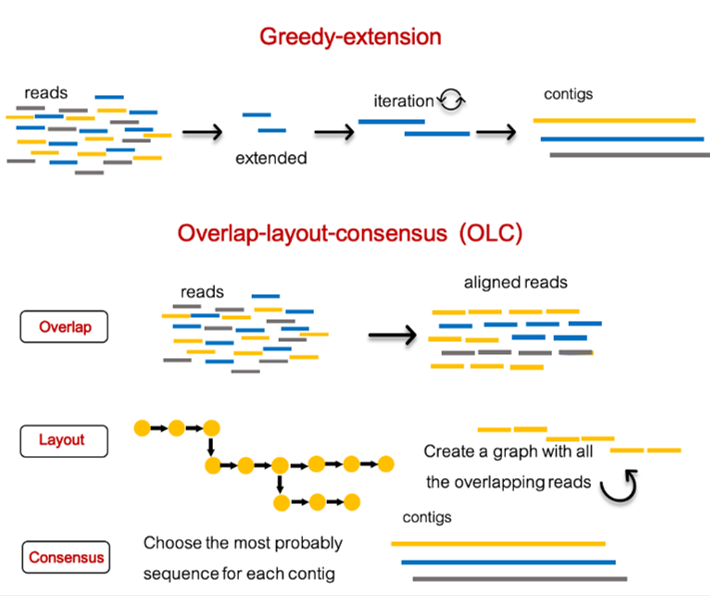 Greedy-extension
reads
iteration
contigs
extended
Overlap-layout-consensus (OLC)
reads
aligned reads
Overlap
Layout
Create a graph with all
the overlapping reads
contigs
Consensus
Choose the most probably
sequence for each contig